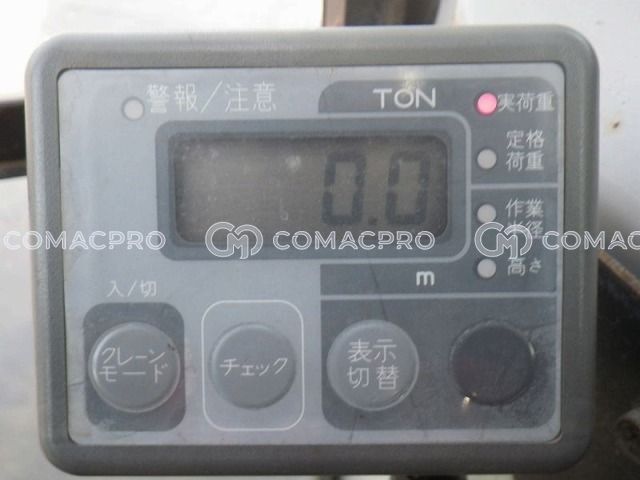 警報/注意
TON
実荷重
定格
荷重
0.0
作業
半径
COMACPRO
COMACPRO
COMACPRO
m
高さ
入/切
クレーン
モード
チェック
表示
切替